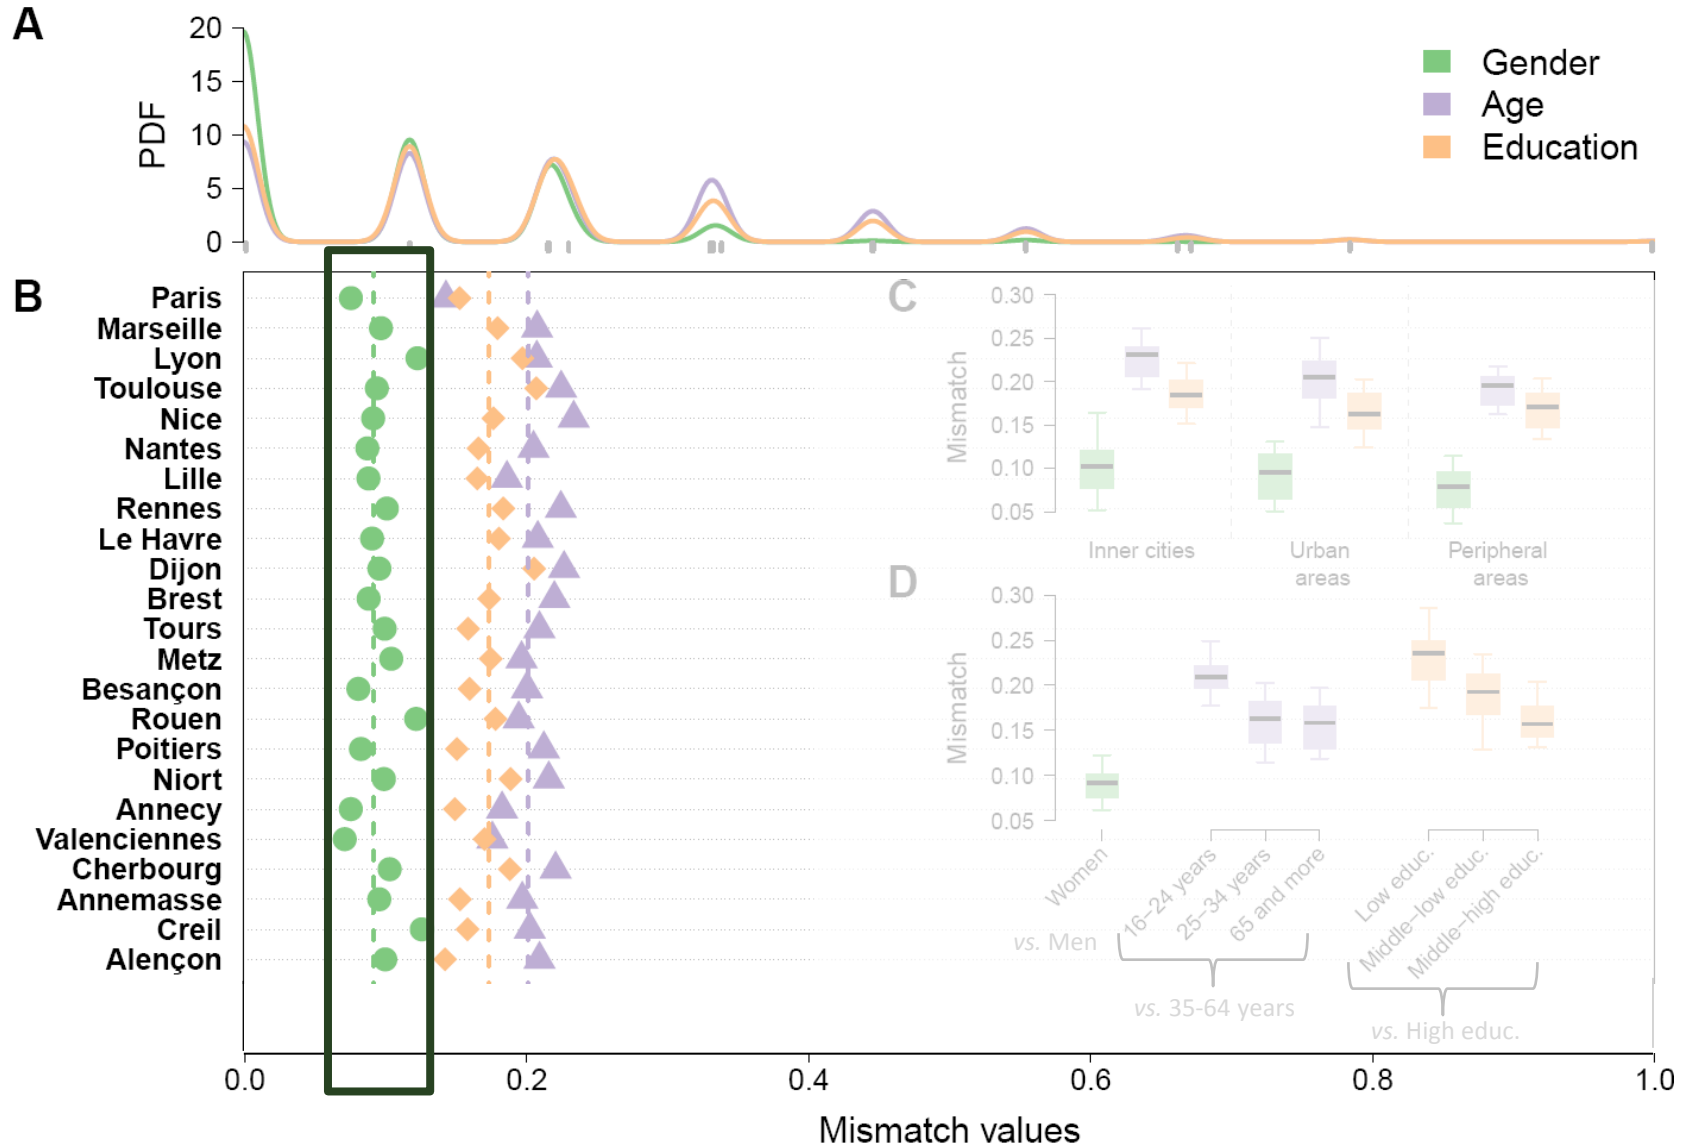 A
20
15
10
5
0
PDF
Gender
Age
Education
B
Paris
Marseille
Lyon
Toulouse
Nice
Nantes
Lille
Rennes
Le Havre
Dijon
Brest
Tours
Metz
Besançon
Rouen
Poitiers
Niort
Annecy
Valenciennes
Cherbourg
Annemasse
Creil
Alençon
0.0 0.2 0.4 0.6 0.8 1.0
Mismatch values
C
0.30
0.25
0.20
0.15
0.10
0.05
Mismatch
Inner cities
Urban
areas
Peripheral
areas
D
0.30
0.25
0.20
0.15
0.10
0.05
Mismatch
Women
16–24 years
25–34 years
65 and more
Low educ.
Middle–low educ.
Middle–high educ.
vs. Men
vs. 35-64 years
vs. High educ.